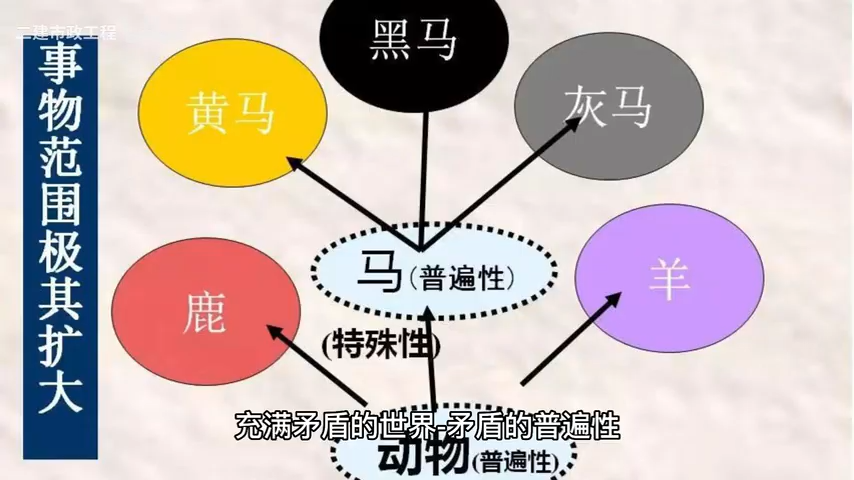 二建市政工程
事物范围极其扩大
黑马
黄马
灰马
马(普遍性)
鹿
羊
(特殊性)
充满矛盾的世界-矛盾的普遍性
动物(普遍性)